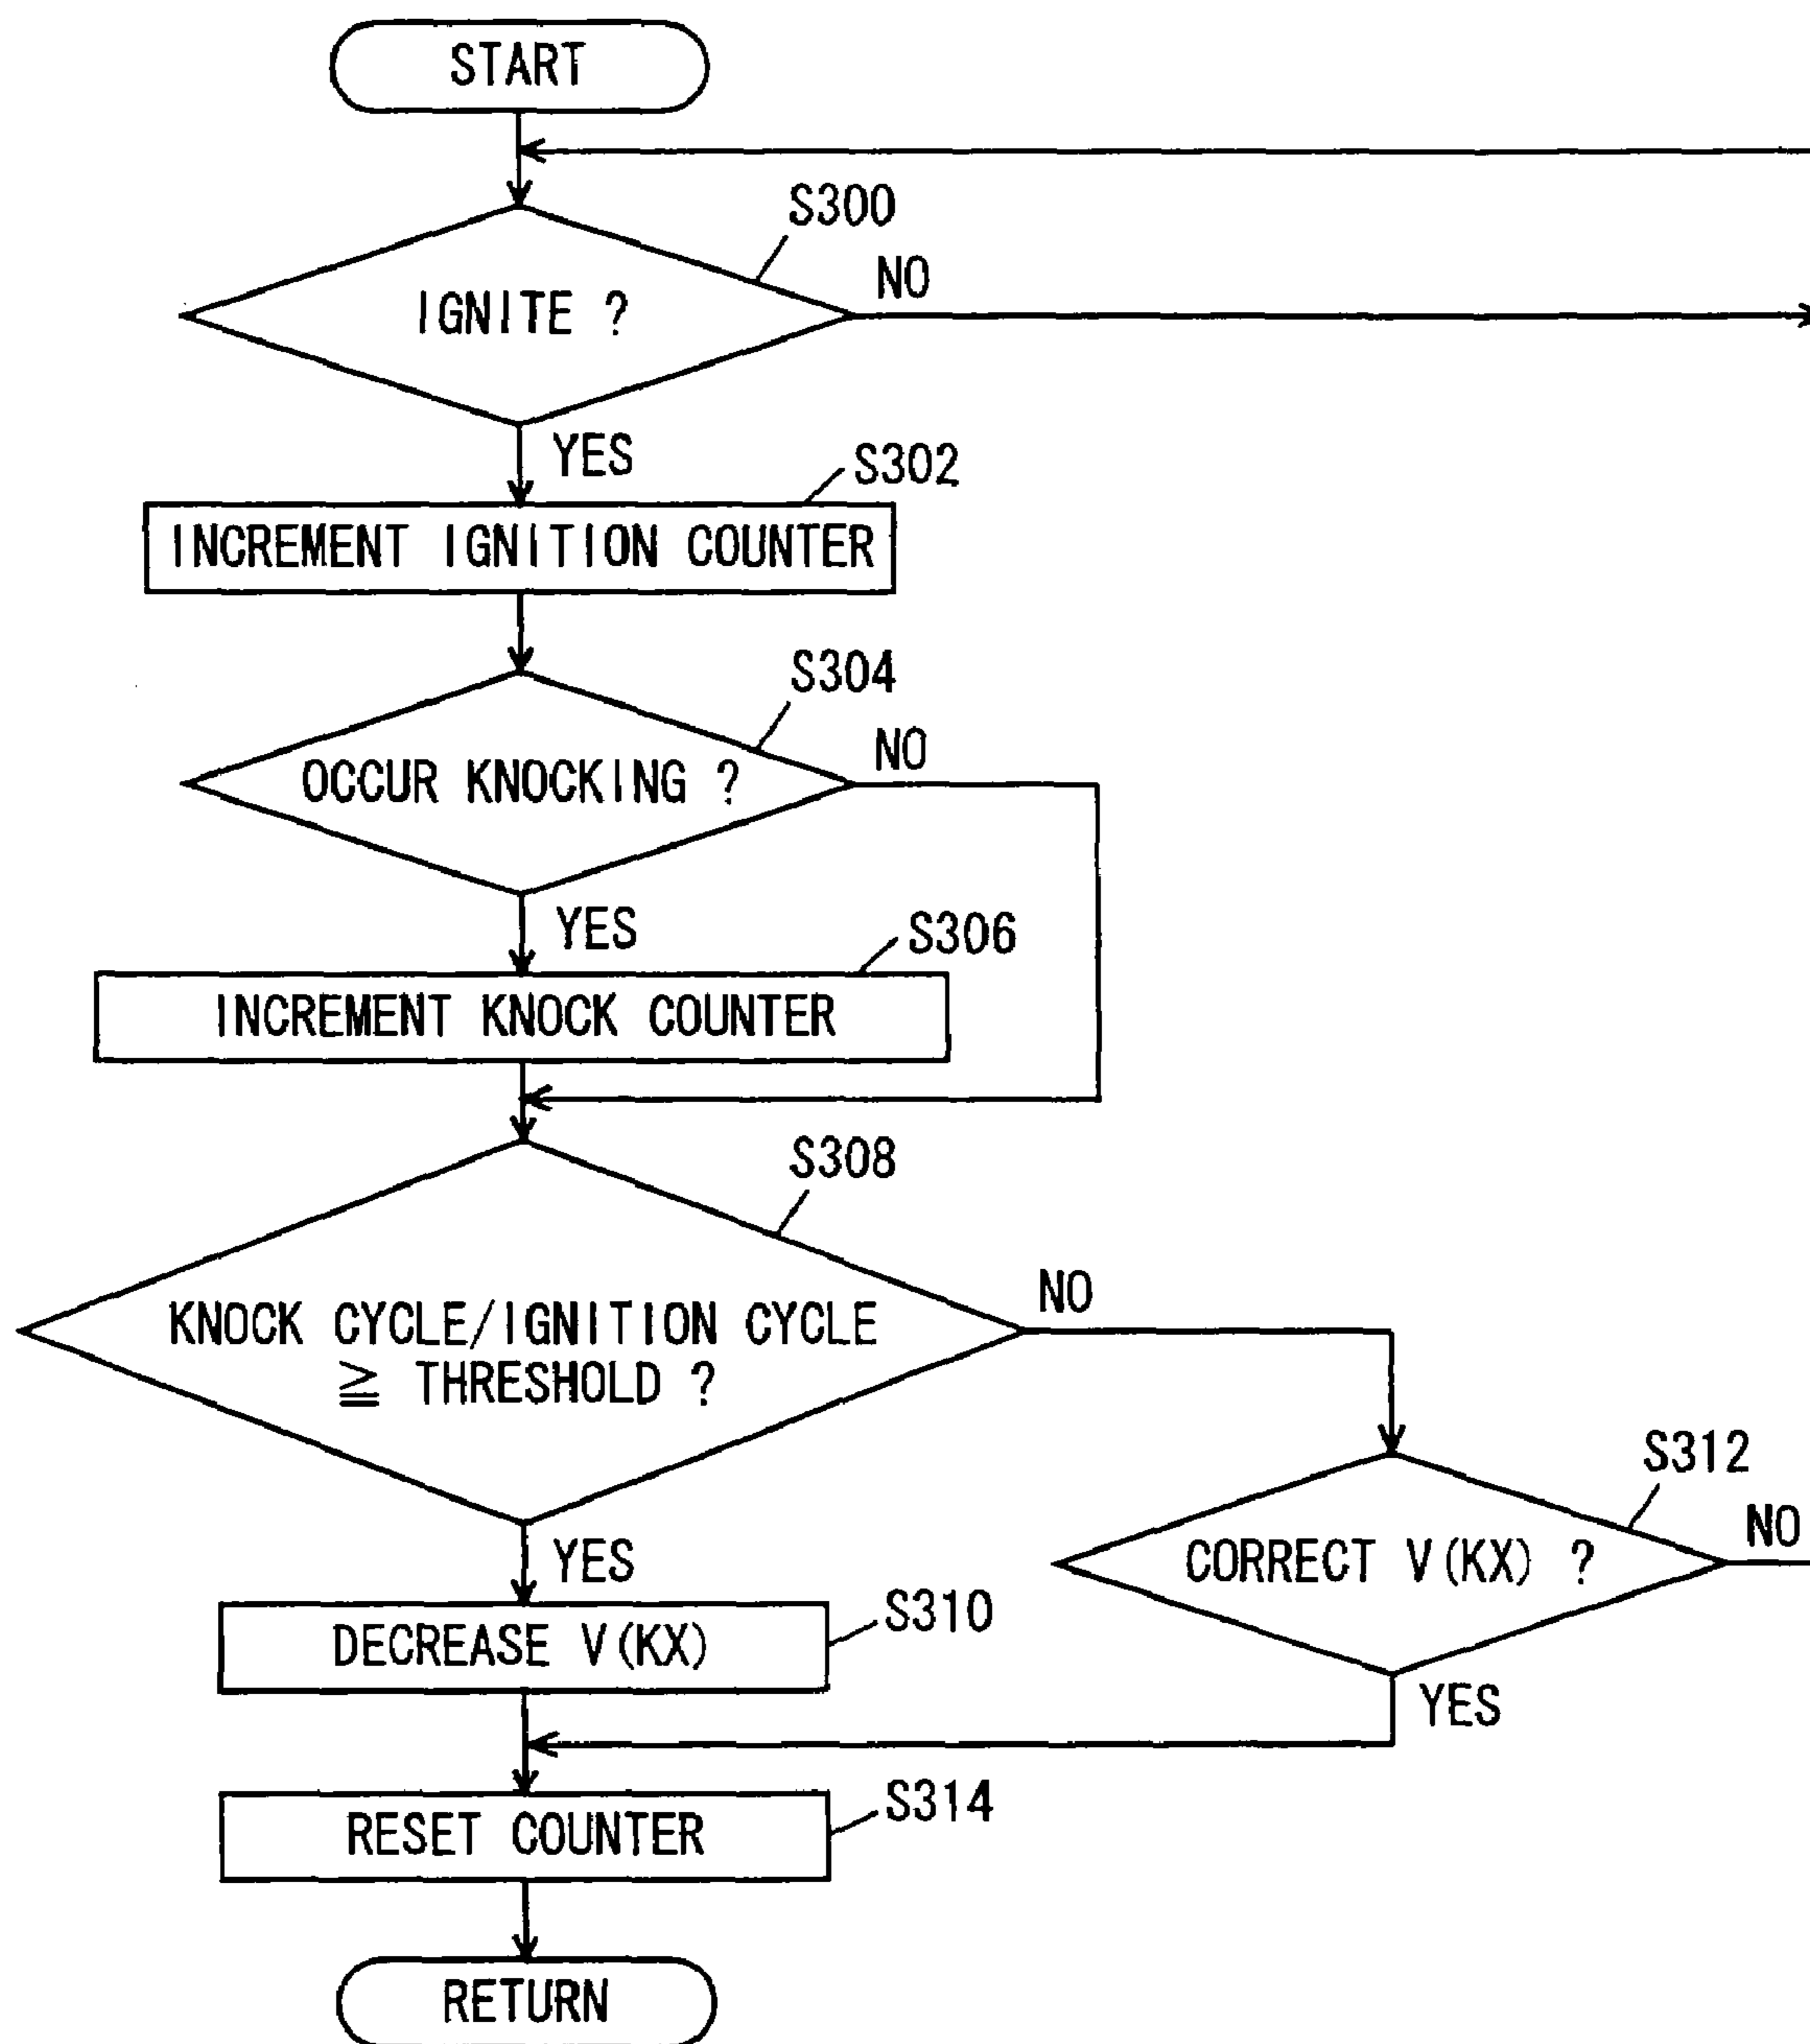 START
S300
NO
IGNITE ?
YES
S302
INCREMENT IGNITION COUNTER
S304
NO
OCCUR KNOCKING ?
YES
S306
INCREMENT KNOCK COUNTER
S308
NO
KNOCK CYCLE/IGNITION CYCLE
≧ THRESHOLD ?
S312
NO
CORRECT V(KX) ?
YES
S310
DECREASE V(KX)
YES
S314
RESET COUNTER
RETURN